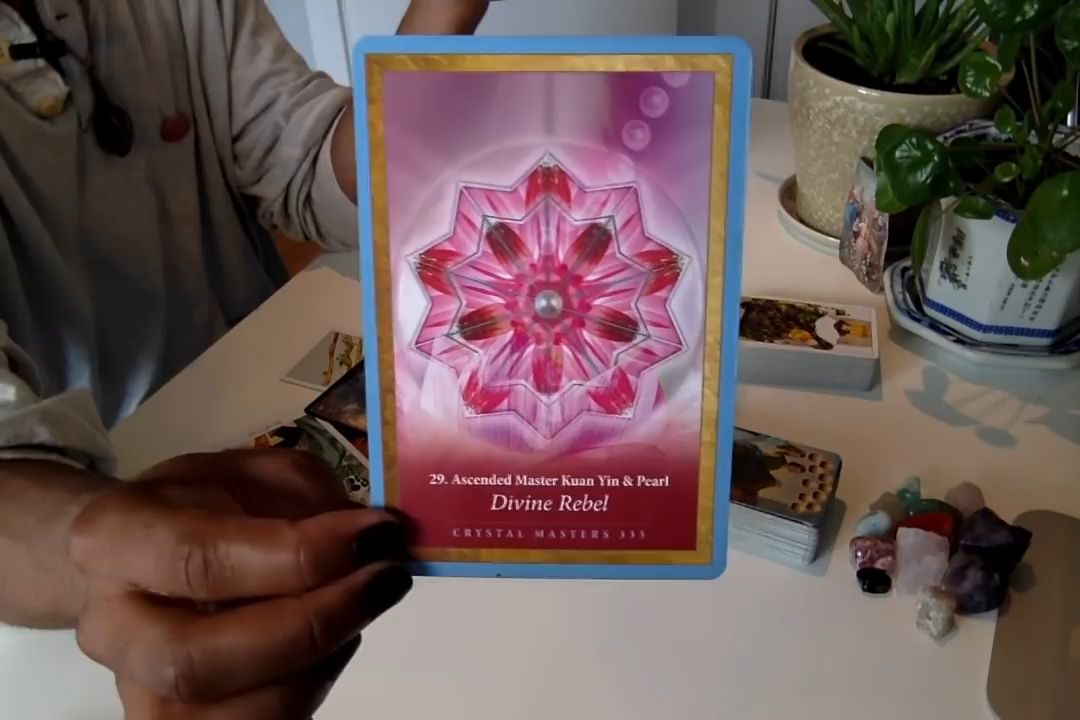 29. Ascended Master Kuan Yin & Pearl
Divine Rebel
CRYSTAL MASTERS 333